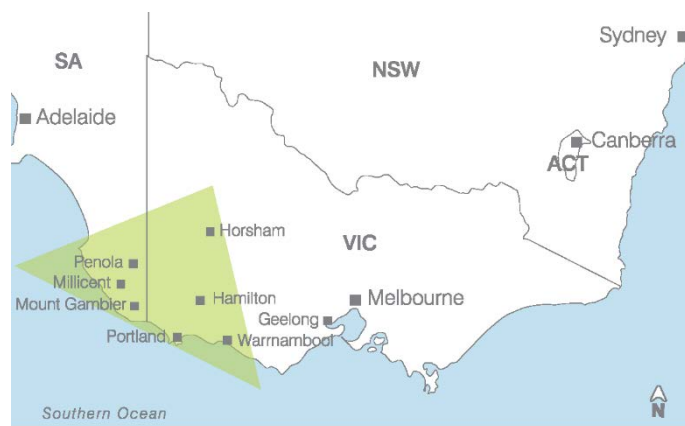 Sydney
SA
NSW
Adelaide
Canberra
ACT
Horsham
VIC
Penola
Millicent
Mount Gambier
Hamilton
Melbourne
Geelong
Portland
Warrnambool
Southern Ocean
N